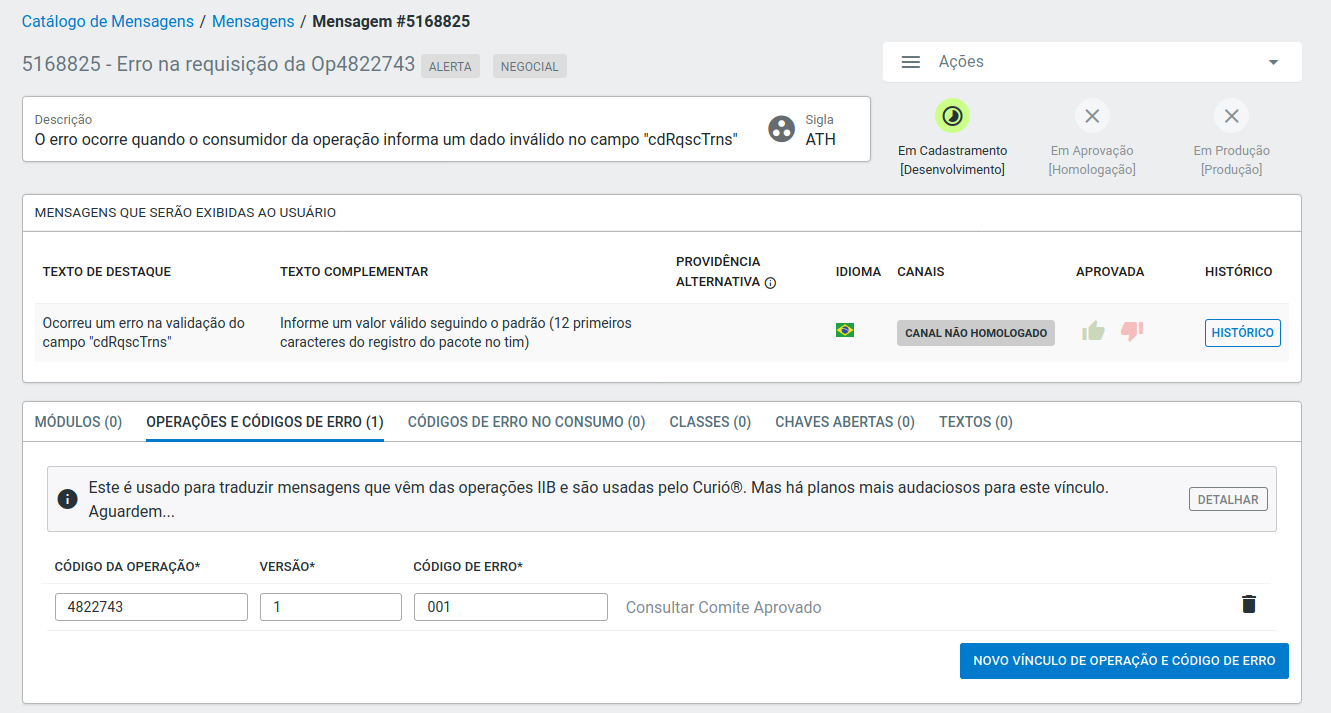 Catálogo de Mensagens / Mensagens / Mensagem #5168825
5168825 - Erro na requisição da Op4822743 ALERTA NEGOCIAL
Ações
Descrição
O erro ocorre quando o consumidor da operação informa um dado inválido no campo "cdRqscTrns"
Sigla
ATH
Em Cadastramento
[Desenvolvimento]
Em Aprovação
[Homologação]
Em Produção
[Produção]
MENSAGENS QUE SERÃO EXIBIDAS AO USUÁRIO
TEXTO DE DESTAQUE
TEXTO COMPLEMENTAR
PROVIDÊNCIA
ALTERNATIVA
IDIOMA
CANAIS
APROVADA
HISTÓRICO
Ocorreu um erro na validação do
campo "cdRqscTrns"
Informe um valor válido seguindo o padrão (12 primeiros
caracteres do registro do pacote no tim)
CANAL NÃO HOMOLOGADO
HISTÓRICO
MÓDULOS (0)
OPERAÇÕES E CÓDIGOS DE ERRO (1)
CÓDIGOS DE ERRO NO CONSUMO (0)
CLASSES (0)
CHAVES ABERTAS (0)
TEXTOS (0)
Este é usado para traduzir mensagens que vêm das operações IIB e são usadas pelo Curió®. Mas há planos mais audaciosos para este vínculo.
Aguardem...
DETALHAR
CÓDIGO DA OPERAÇÃO*
VERSÃO*
CÓDIGO DE ERRO*
4822743
1
001
Consultar Comite Aprovado
NOVO VÍNCULO DE OPERAÇÃO E CÓDIGO DE ERRO